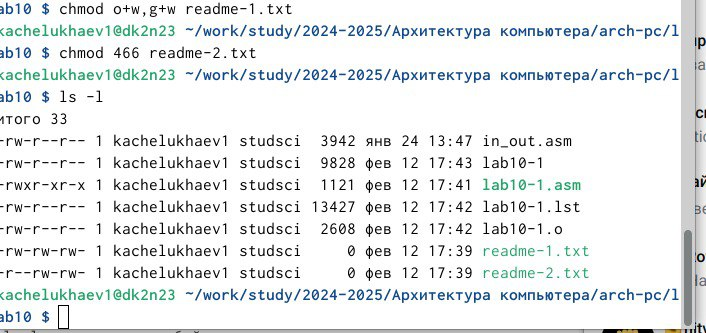 ab10 $ chmod o+w,g+w readme-1.txt
kachelukhaev1@dk2n23 ~/work/study/2024-2025/Архитектура компьютера/arch-pc/l
ab10 $ chmod 466 readme-2.txt
kachelukhaev1@dk2n23 ~/work/study/2024-2025/Архитектура компьютера/arch-pc/l
ab10 $ ls -l
итого 33
-rw-r--r-- 1 kachelukhaev1 studsci 3942 янв 24 13:47 in_out.asm
-rw-r--r-- 1 kachelukhaev1 studsci 9828 фев 12 17:43 lab10-1
-rwxr-xr-x 1 kachelukhaev1 studsci 1121 фев 12 17:41 lab10-1.asm
-rw-r--r-- 1 kachelukhaev1 studsci 13427 фев 12 17:42 lab10-1.lst
-rw-r--r-- 1 kachelukhaev1 studsci 2608 фев 12 17:42 lab10-1.o
-rw-rw-rw- 1 kachelukhaev1 studsci 0 фев 12 17:39 readme-1.txt
-r--rw-rw- 1 kachelukhaev1 studsci 0 фев 12 17:39 readme-2.txt
kachelukhaev1@dk2n23 ~/work/study/2024-2025/Архитектура компьютера/arch-pc/l
ab10 $